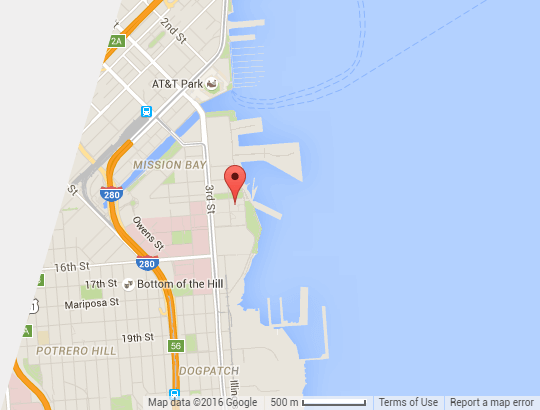 2nd St
2A
AT&T Park
MISSION BAY
St
280
3rd St
Owens St
280
16th St
17th St
Bottom of the Hill
1
Mariposa St
A
19th St
56
POTRERO HILL
DOGPATCH
Illin
Map data ©2016 Google 500 m Terms of Use Report a map error